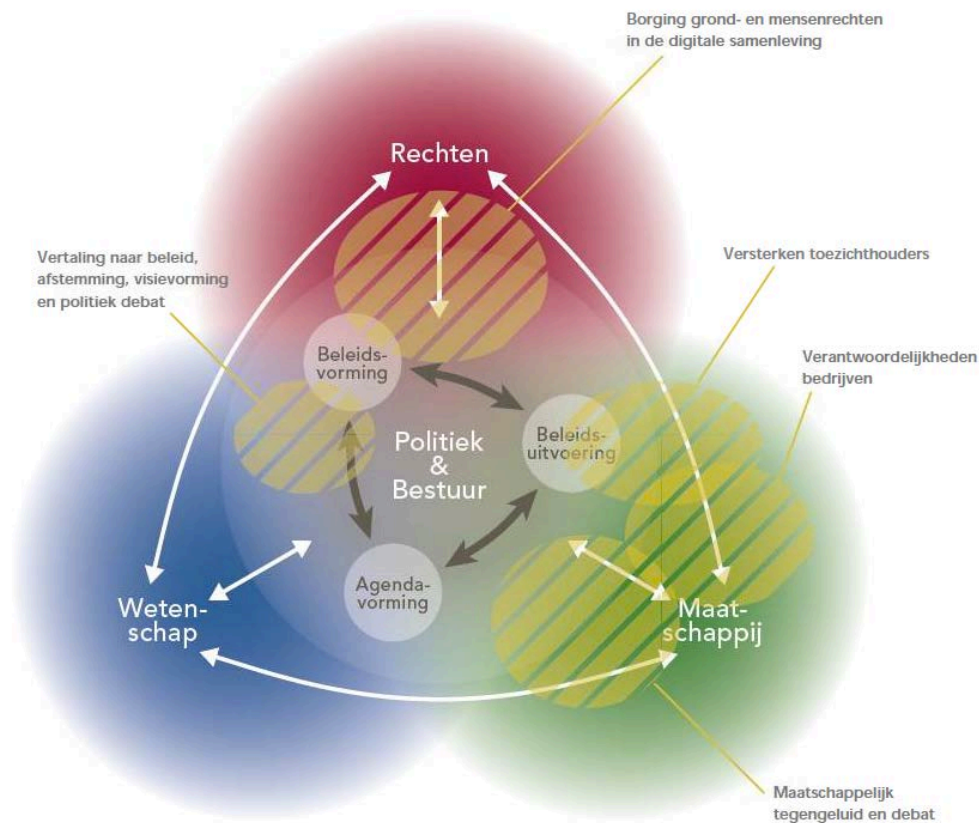 Borging grond- en mensenrechten
in de digitale samenleving
Rechten
Vertaling naar beleid,
afstemming, visievorming
en politiek debat
Versterken toezichthouders
Verantwoordelijkheden
bedrijven
Beleids-
vorming
Politiek
&
Bestuur
Beleids-
uitvoering
Agenda-
vorming
Weten-
schap
Maat-
schappij
Maatschappelijk
tegengeluid en debat